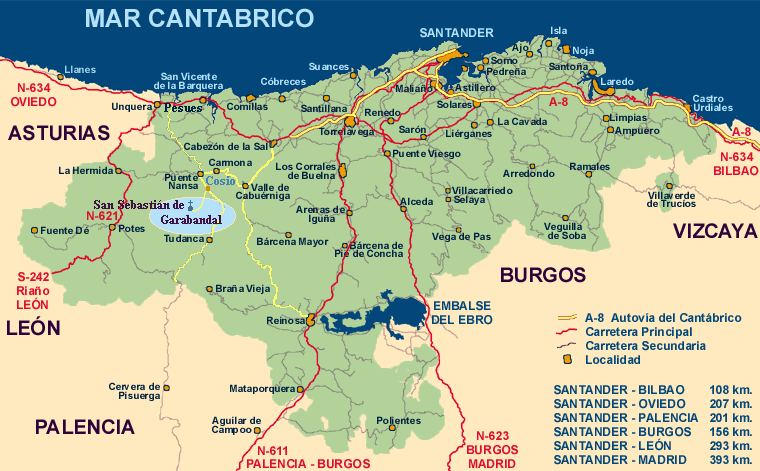 MAR CANTABRICO
SANTANDER
Isla
Ajo
Noja
Somo
Pedreña
Santoña
Llanes
N-634
OVIEDO
San Vicente
de la Barquera
Pesues
Unquera
Comillas
Cóbreces
Suances
Santillana
Torrelavega
Renedo
Maliaño
Astillero
Solares
Laredo
Castro
Urdiales
A-8
A-8
N-634
BILBAO
ASTURIAS
Cabezón de la Sal
Sarón
Liérganes
La Cavada
Limpias
Ampuero
Carmona
Puente Viesgo
La Hermida
Puente
Nansa
Cosío
Valle de
Cabuérniga
Los Corrales
de Buelna
Arredondo
Ramales
Villacarriedo
Selaya
Villaverde
de Trucios
San Sebastián de
Garabandal
N-621
Potes
Fuente Dé
Tudanca
Arenas de
Iguña
Alceda
Vega de Pas
Veguilla
de Soba
VIZCAYA
Bárcena Mayor
Bárcena de
Pie de Concha
S-242
Riaño
LEÓN
Braña Vieja
BURGOS
LEÓN
Reinosa
EMBALSE
DEL EBRO
A-8 Autovía del Cantábrico
Carretera Principal
Carretera Secundaria
Localidad
Cervera de
Pisuerga
Mataporquera
PALENCIA
Aguilar de
Campoo
Polientes
N-611
PALENCIA - BURGOS
N-623
BURGOS
MADRID
SANTANDER - BILBAO 108 km.
SANTANDER - OVIEDO 207 km.
SANTANDER - PALENCIA 201 km.
SANTANDER - BURGOS 156 km.
SANTANDER - LEÓN 293 km.
SANTANDER - MADRID 393 km.